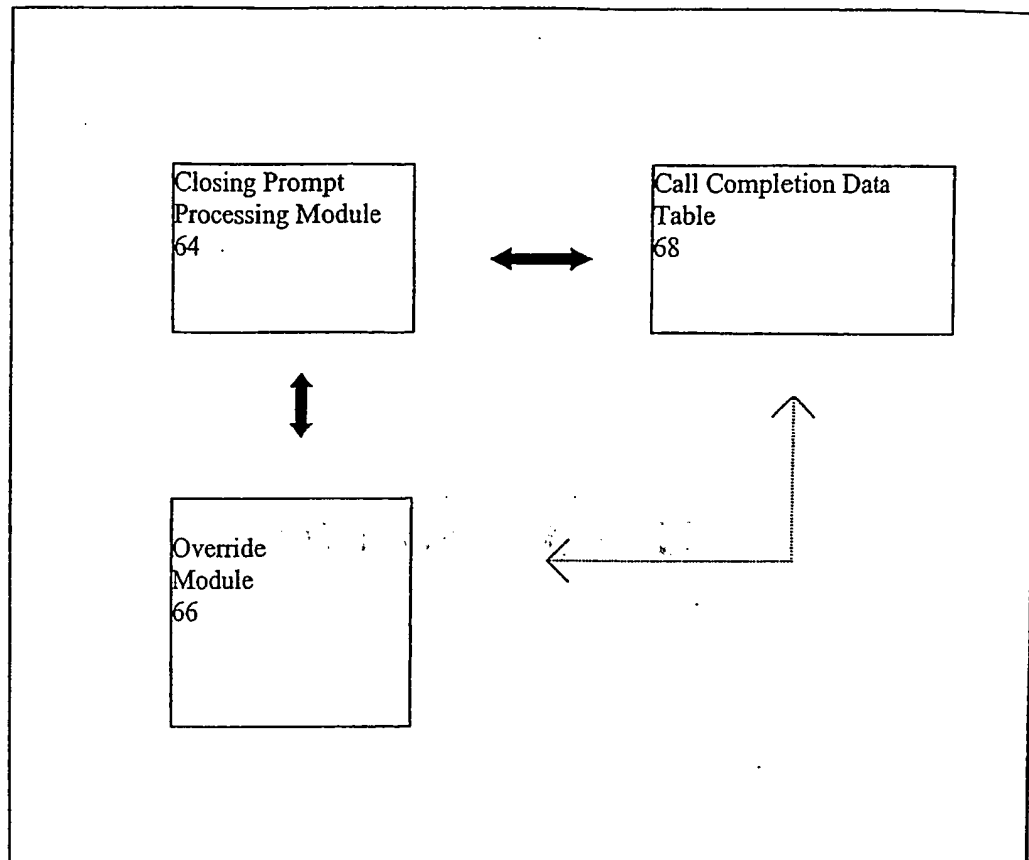 Closing Prompt
Processing Module
64
Call Completion Data
Table
68
Override
Module
66